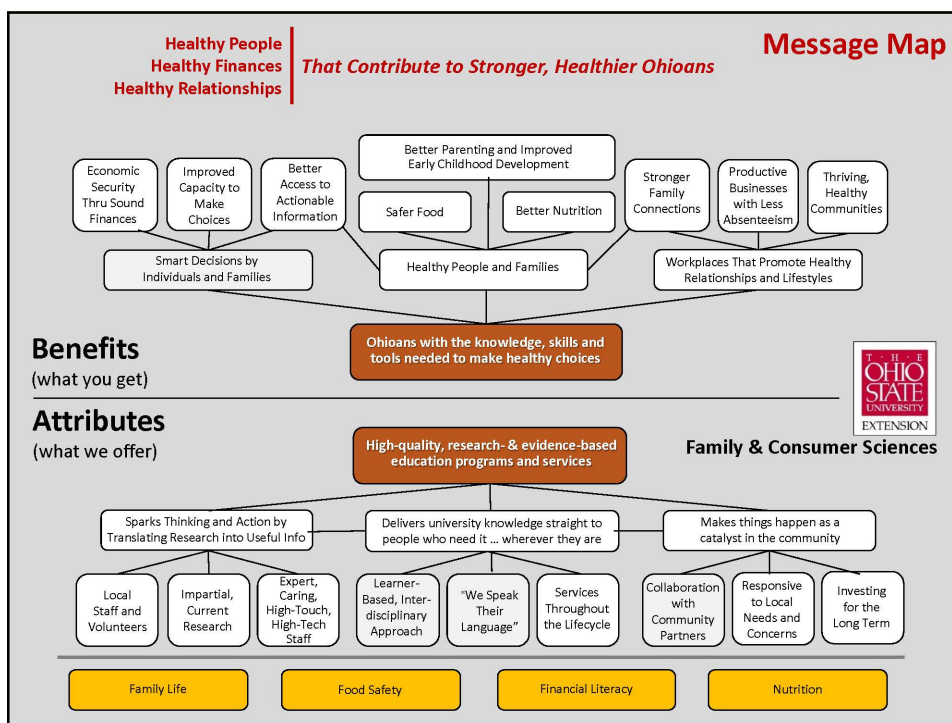 Message Map
Healthy People
Healthy Finances
Healthy Relationships
That Contribute to Stronger, Healthier Ohioans
Better Parenting and Improved
Early Childhood Development
Economic
Security
Thru Sound
Finances
Improved
Capacity to
Make
Choices
Better
Access to
Actionable
Information
Safer Food
Better Nutrition
Stronger
Family
Connections
Productive
Businesses
with Less
Absenteeism
Thriving,
Healthy
Communities
Smart Decisions by
Individuals and Families
Healthy People and Families
Workplaces That Promote Healthy
Relationships and Lifestyles
Ohioans with the knowledge, skills and
tools needed to make healthy choices
Benefits
(what you get)
T · H · E
OHIO
STATE
UNIVERSITY
EXTENSION
Attributes
(what we offer)
Family & Consumer Sciences
High-quality, research- & evidence-based
education programs and services
Sparks Thinking and Action by
Translating Research into Useful Info
Delivers university knowledge straight to
people who need it ... wherever they are
Makes things happen as a
catalyst in the community
Local
Staff and
Volunteers
Impartial,
Current
Research
Expert,
Caring,
High-Touch,
High-Tech
Staff
Learner-
Based, Inter-
disciplinary
Approach
"We Speak
Their
Language"
Services
Throughout
the Lifecycle
Collaboration
with
Community
Partners
Responsive
to Local
Needs and
Concerns
Investing
for the
Long Term
Family Life
Food Safety
Financial Literacy
Nutrition